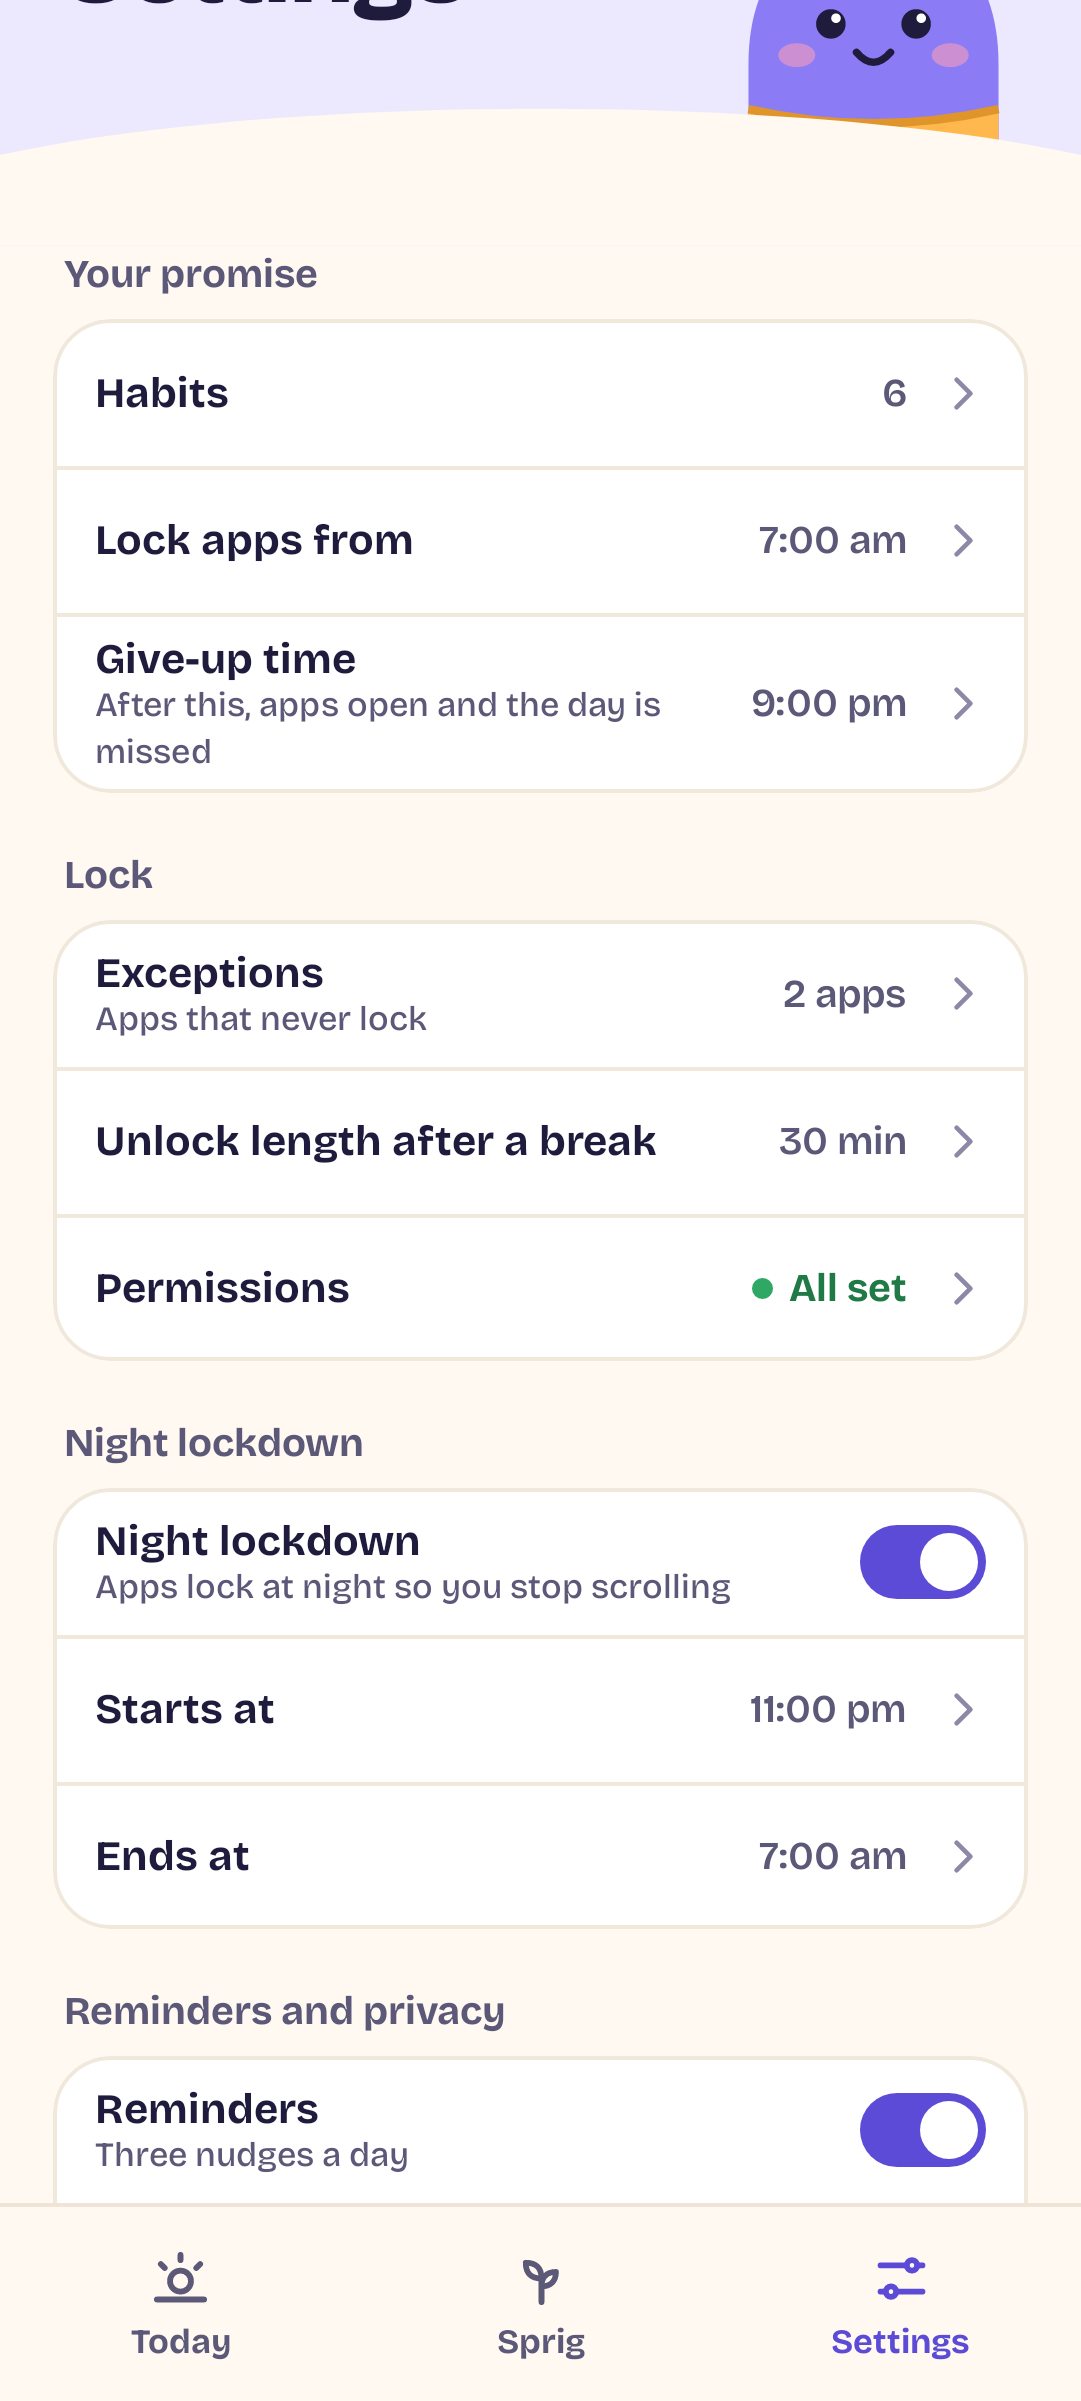 Settings
Your promise
Habits 6
Lock apps from 7:00 am
Give-up time
After this, apps open and the day is missed
9:00 pm
Lock
Exceptions
Apps that never lock
2 apps
Unlock length after a break 30 min
Permissions All set
Night lockdown
Night lockdown
Apps lock at night so you stop scrolling
Starts at 11:00 pm
Ends at 7:00 am
Reminders and privacy
Reminders
Three nudges a day
Today Sprig Settings